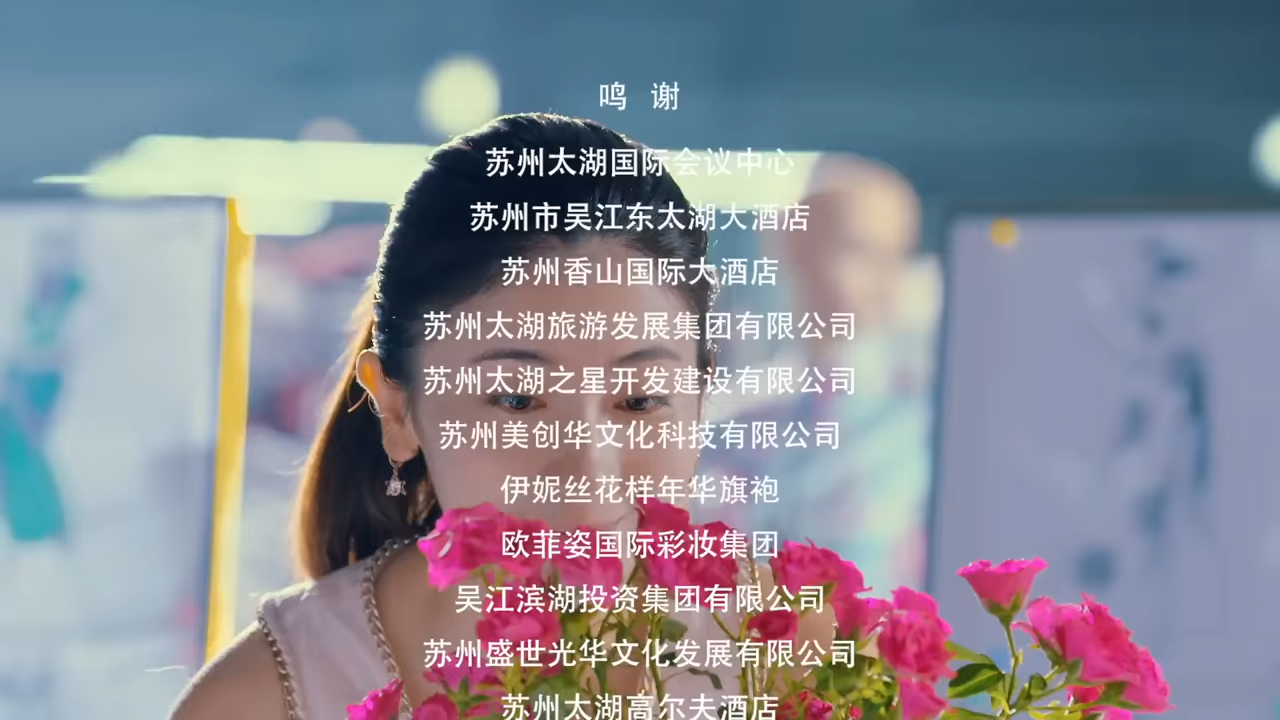 鸣 谢
苏州太湖国际会议中心
苏州市吴江东太湖大酒店
苏州香山国际大酒店
苏州太湖旅游发展集团有限公司
苏州太湖之星开发建设有限公司
苏州美创华文化科技有限公司
伊妮丝花样年华旗袍
欧菲姿国际彩妆集团
吴江滨湖投资集团有限公司
苏州盛世光华文化发展有限公司
苏州太湖高尔夫酒店